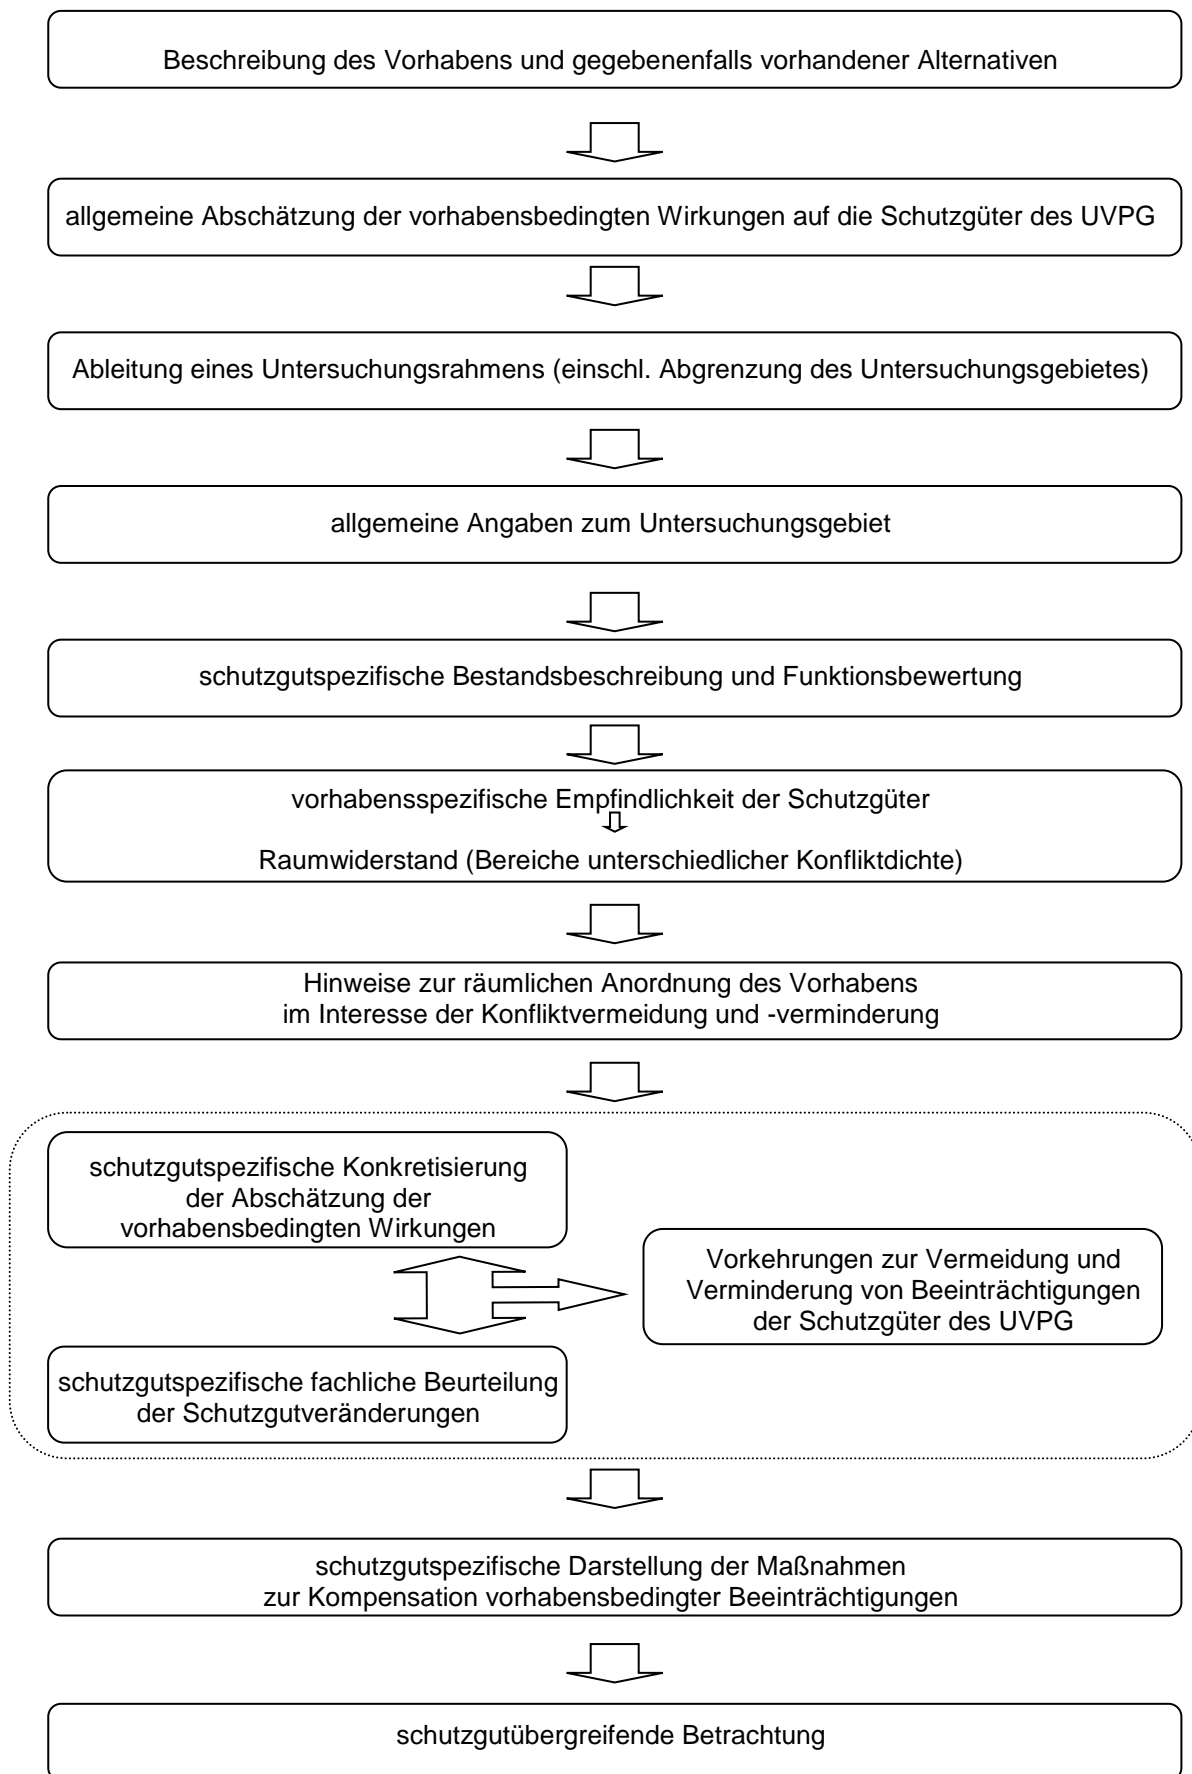 Beschreibung des Vorhabens und gegebenenfalls vorhandener Alternativen
allgemeine Abschätzung der vorhabensbedingten Wirkungen auf die Schutzgüter des UVPG
Ableitung eines Untersuchungsrahmens (einschl. Abgrenzung des Untersuchungsgebietes)
allgemeine Angaben zum Untersuchungsgebiet
schutzgutspezifische Bestandsbeschreibung und Funktionsbewertung
vorhabensspezifische Empfindlichkeit der Schutzgüter
Raumwiderstand (Bereiche unterschiedlicher Konfliktdichte)
Hinweise zur räumlichen Anordnung des Vorhabens
im Interesse der Konfliktvermeidung und -verminderung
schutzgutspezifische Konkretisierung
der Abschätzung der
vorhabensbedingten Wirkungen
Vorkehrungen zur Vermeidung und
Verminderung von Beeinträchtigungen
der Schutzgüter des UVPG
schutzgutspezifische fachliche Beurteilung
der Schutzgutveränderungen
schutzgutspezifische Darstellung der Maßnahmen
zur Kompensation vorhabensbedingter Beeinträchtigungen
schutzgutübergreifende Betrachtung